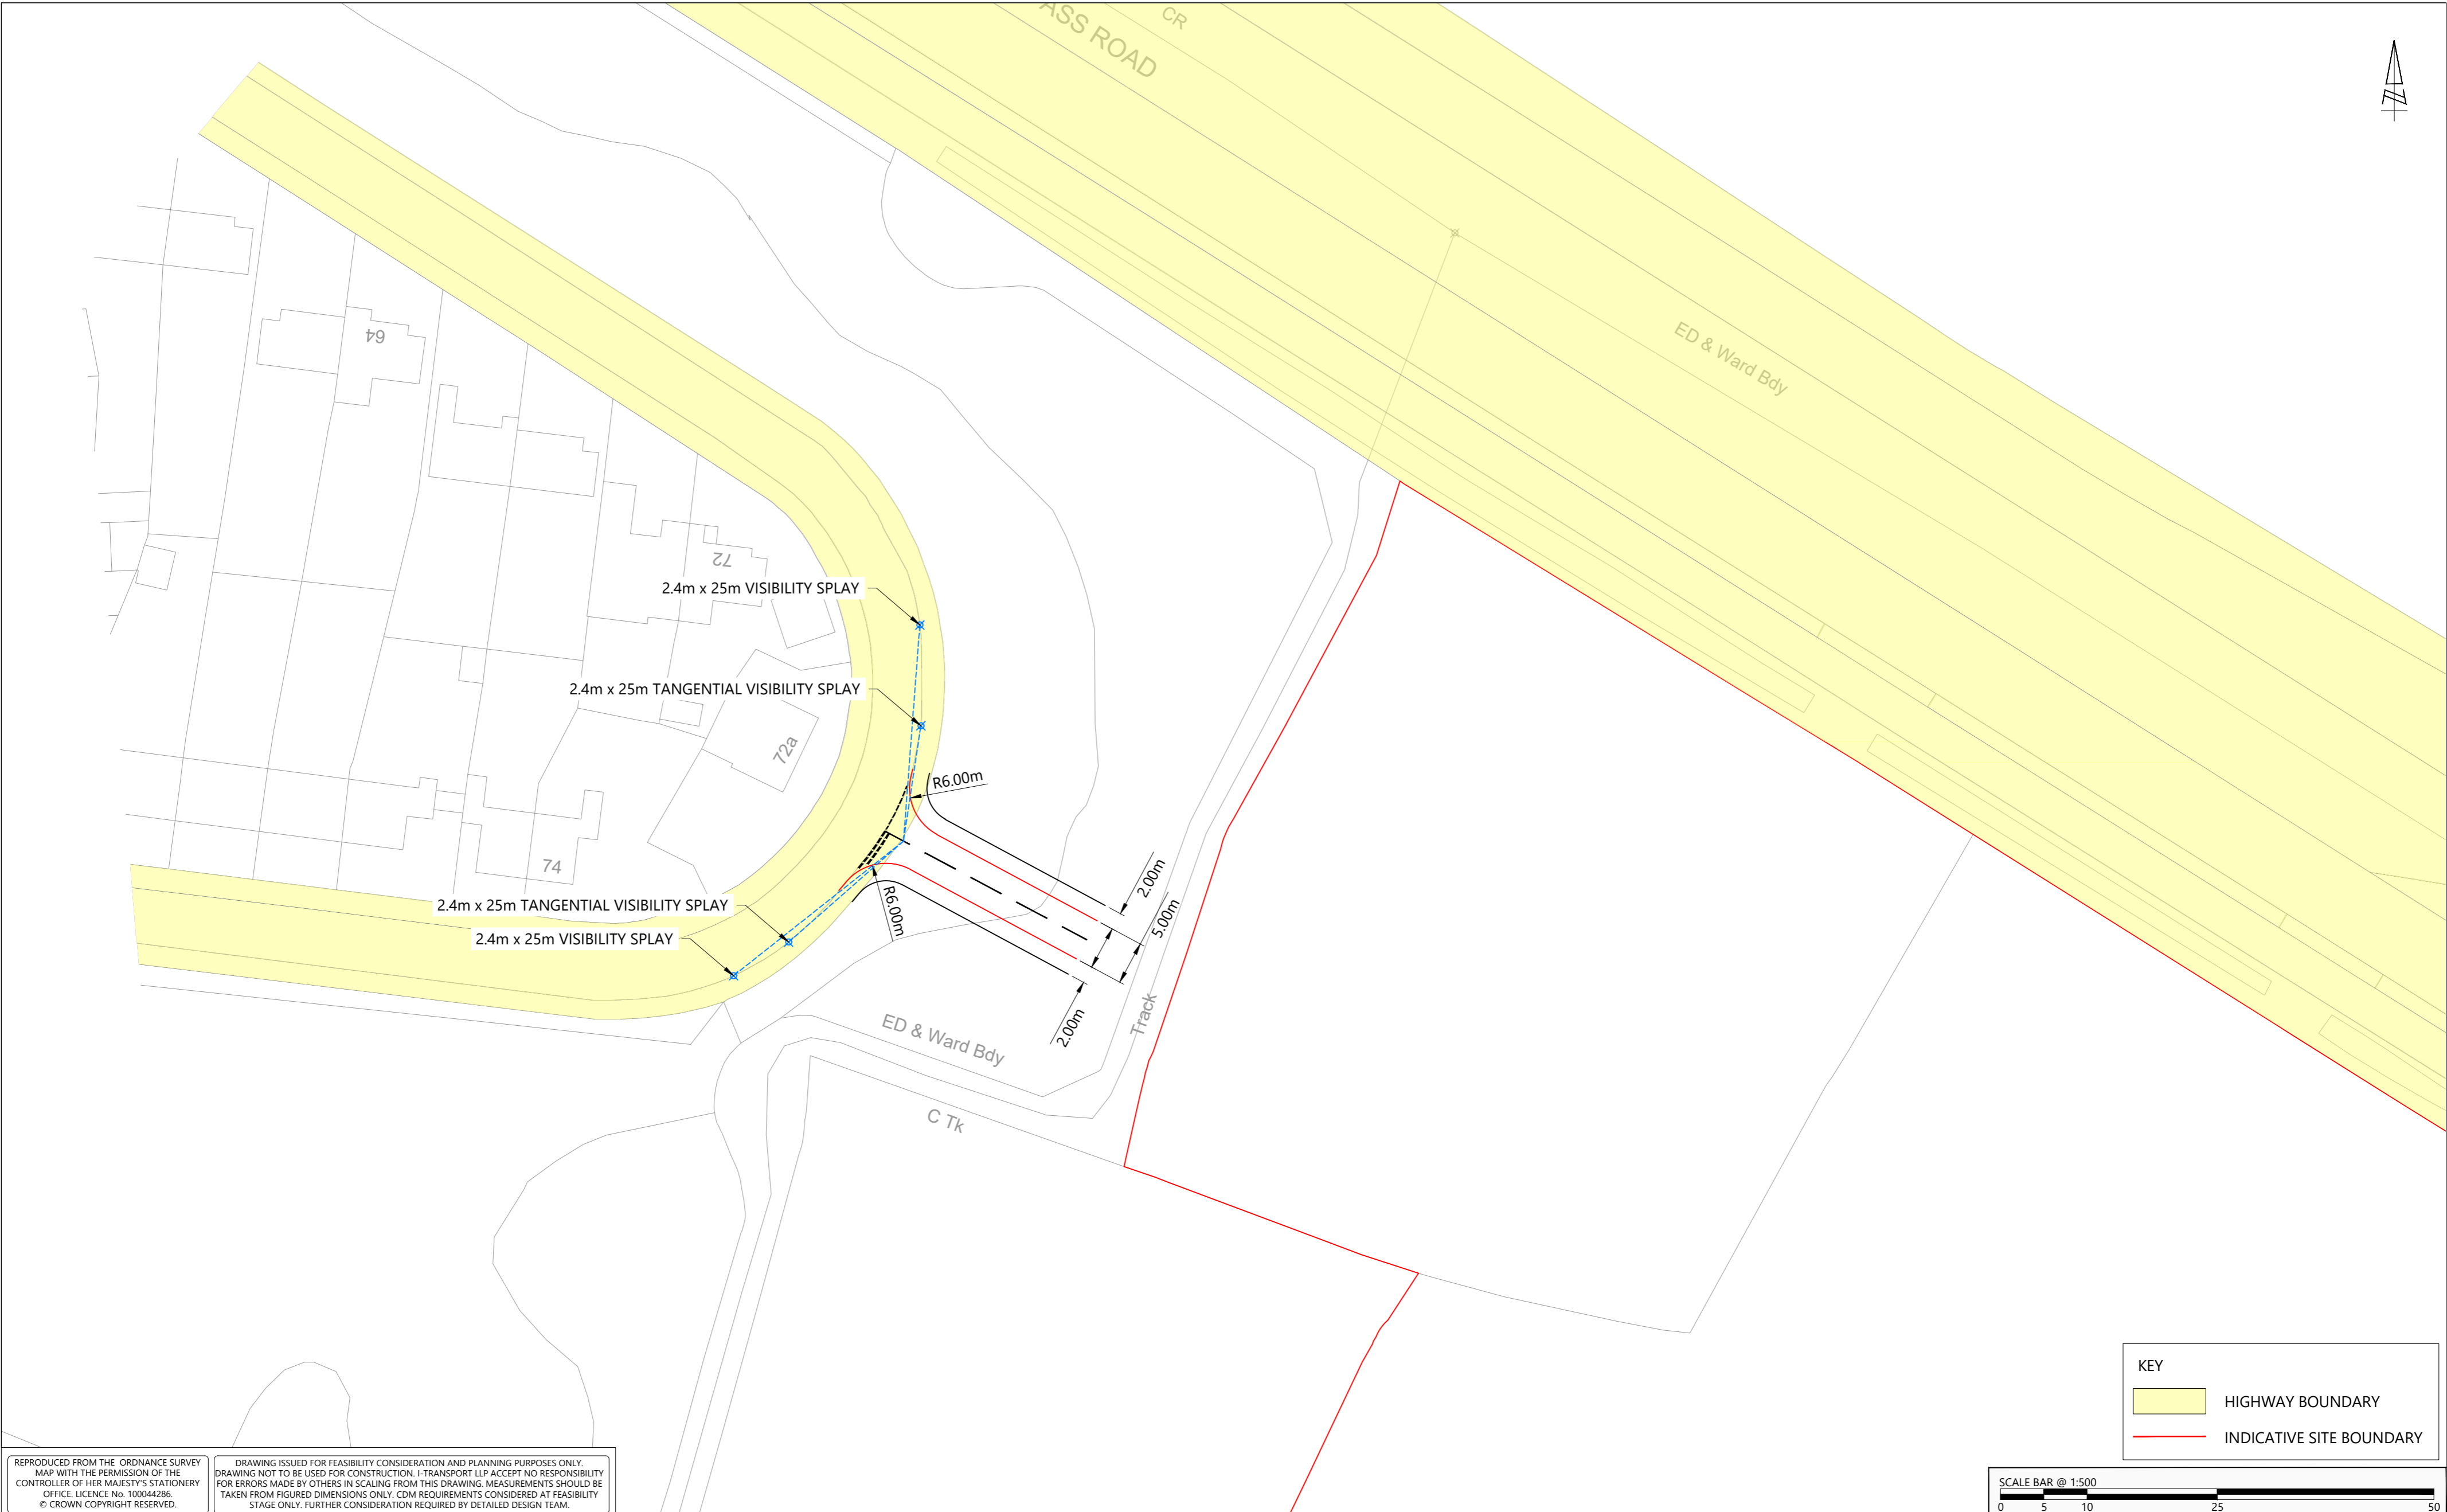 CR
ASS ROAD
ED & Ward Bdy
64
72
2.4m x 25m VISIBILITY SPLAY
2.4m x 25m TANGENTIAL VISIBILITY SPLAY
72a
R6.00m
74
2.00m
R6.00m
5.00m
2.4m x 25m TANGENTIAL VISIBILITY SPLAY
2.4m x 25m VISIBILITY SPLAY
Track
2.00m
ED & Ward Bdy
C Tk
KEY
HIGHWAY BOUNDARY
INDICATIVE SITE BOUNDARY
REPRODUCED FROM THE ORDNANCE SURVEY
MAP WITH THE PERMISSION OF THE
CONTROLLER OF HER MAJESTY'S STATIONERY
OFFICE. LICENCE No. 100044286.
© CROWN COPYRIGHT RESERVED.
DRAWING ISSUED FOR FEASIBILITY CONSIDERATION AND PLANNING PURPOSES ONLY.
DRAWING NOT TO BE USED FOR CONSTRUCTION. I-TRANSPORT LLP ACCEPT NO RESPONSIBILITY
FOR ERRORS MADE BY OTHERS IN SCALING FROM THIS DRAWING. MEASUREMENTS SHOULD BE
TAKEN FROM FIGURED DIMENSIONS ONLY. CDM REQUIREMENTS CONSIDERED AT FEASIBILITY
STAGE ONLY. FURTHER CONSIDERATION REQUIRED BY DETAILED DESIGN TEAM.
SCALE BAR @ 1:500
0 5 10 25 50